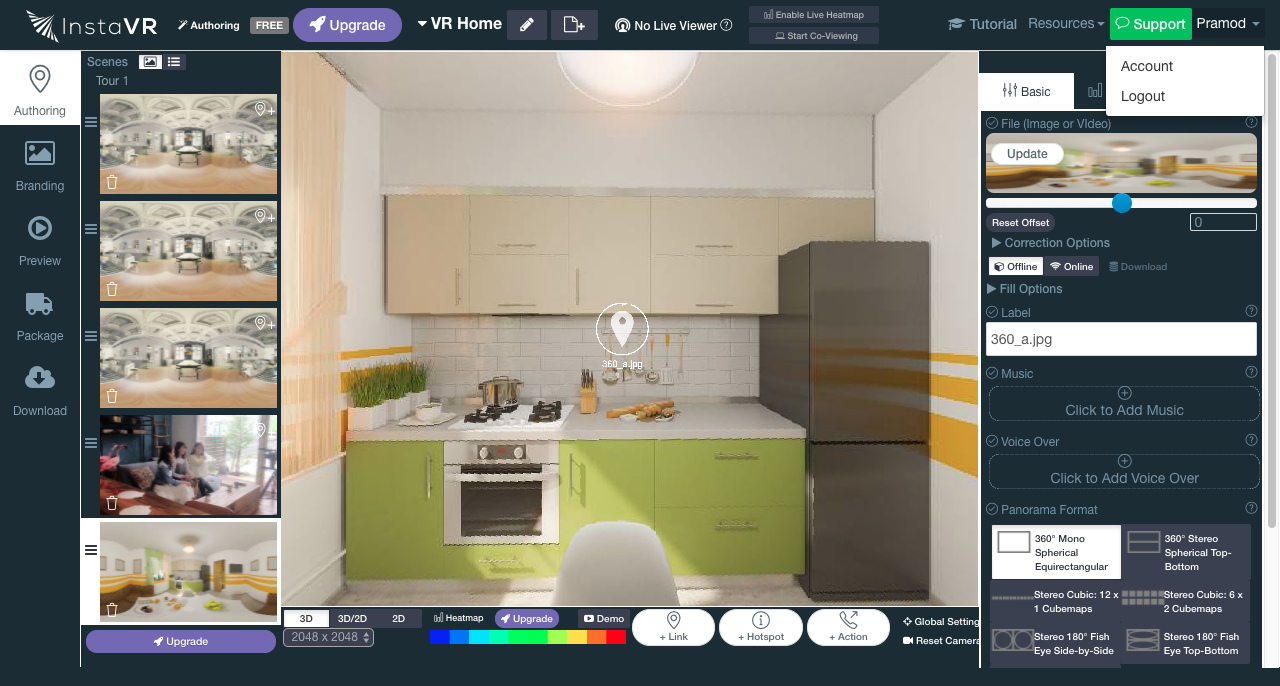 InstaVR
Authoring
FREE
Upgrade
VR Home
No Live Viewer
Enable Live Heatmap
Start Co-Viewing
Tutorial
Resources
Support
Pramod
Account
Logout
Authoring
Branding
Preview
Package
Download
Scenes
Tour 1
Upgrade
360_a.jpg
3D
3D/2D
2D
2048 x 2048
Heatmap
Upgrade
Demo
+ Link
+ Hotspot
+ Action
Global Setting
Reset Camera
Basic
File (Image or VIdeo)
Update
Reset Offset
0
Correction Options
Offline
Online
Download
Fill Options
Label
360_a.jpg
Music
Click to Add Music
Voice Over
Click to Add Voice Over
Panorama Format
360° Mono
Spherical
Equirectangular
360° Stereo
Spherical Top-
Bottom
Stereo Cubic: 12 x
1 Cubemaps
Stereo Cubic: 6 x
2 Cubemaps
Stereo 180° Fish
Eye Side-by-Side
Stereo 180° Fish
Eye Top-Bottom